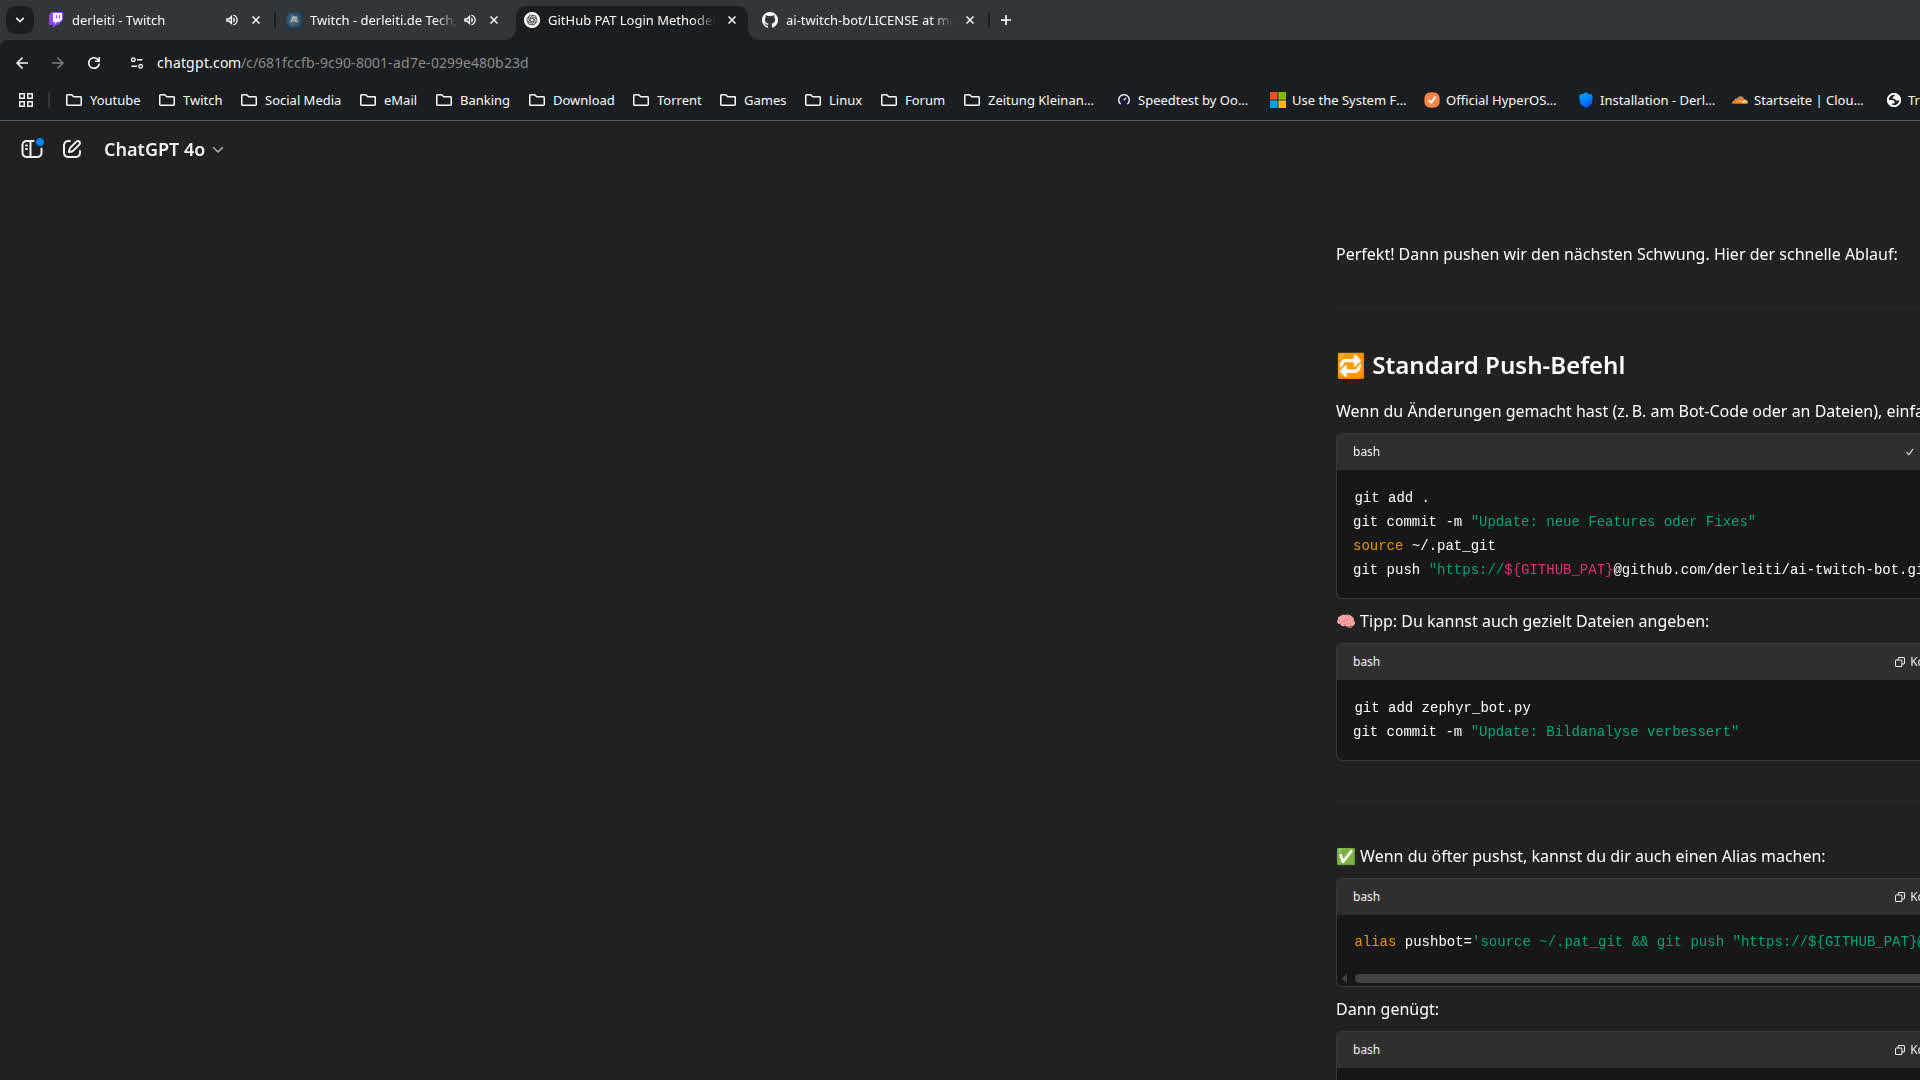 derleiti - Twitch
Twitch - derleiti.de Tech
GitHub PAT Login Methode
ai-twitch-bot/LICENSE at m
chatgpt.com/c/681fccfb-9c90-8001-ad7e-0299e480b23d
Youtube
Twitch
Social Media
eMail
Banking
Download
Torrent
Games
Linux
Forum
Zeitung Kleinan...
Speedtest by Oo...
Use the System F...
Official HyperOS...
Installation - Derl...
Startseite | Clou...
Tr
ChatGPT 4o
Perfekt! Dann pushen wir den nächsten Schwung. Hier der schnelle Ablauf:
Standard Push-Befehl
Wenn du Änderungen gemacht hast (z. B. am Bot-Code oder an Dateien), einfa
bash
git add .
git commit -m "Update: neue Features oder Fixes"
source ~/.pat_git
git push "https://${GITHUB_PAT}@github.com/derleiti/ai-twitch-bot.gi
Tipp: Du kannst auch gezielt Dateien angeben:
bash
Ko
git add zephyr_bot.py
git commit -m "Update: Bildanalyse verbessert"
Wenn du öfter pushst, kannst du dir auch einen Alias machen:
bash
Ko
alias pushbot='source ~/.pat_git && git push "https://${GITHUB_PAT}@
Dann genügt:
bash
Ko